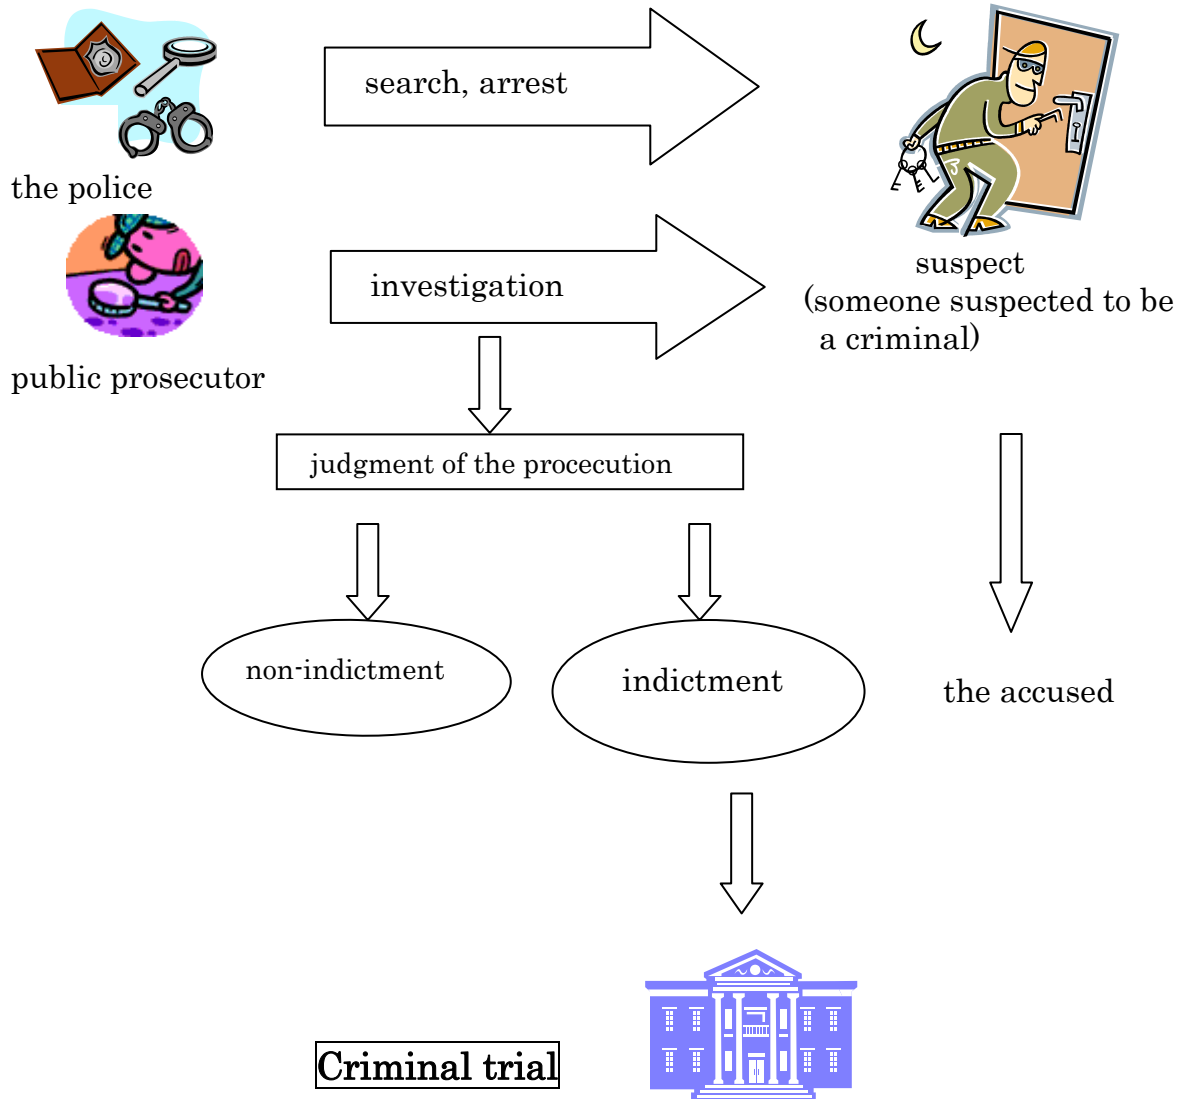 search, arrest
the police
investigation
suspect
(someone suspected to be
a criminal)
public prosecutor
judgment of the procecution
non-indictment
indictment
the accused
Criminal trial